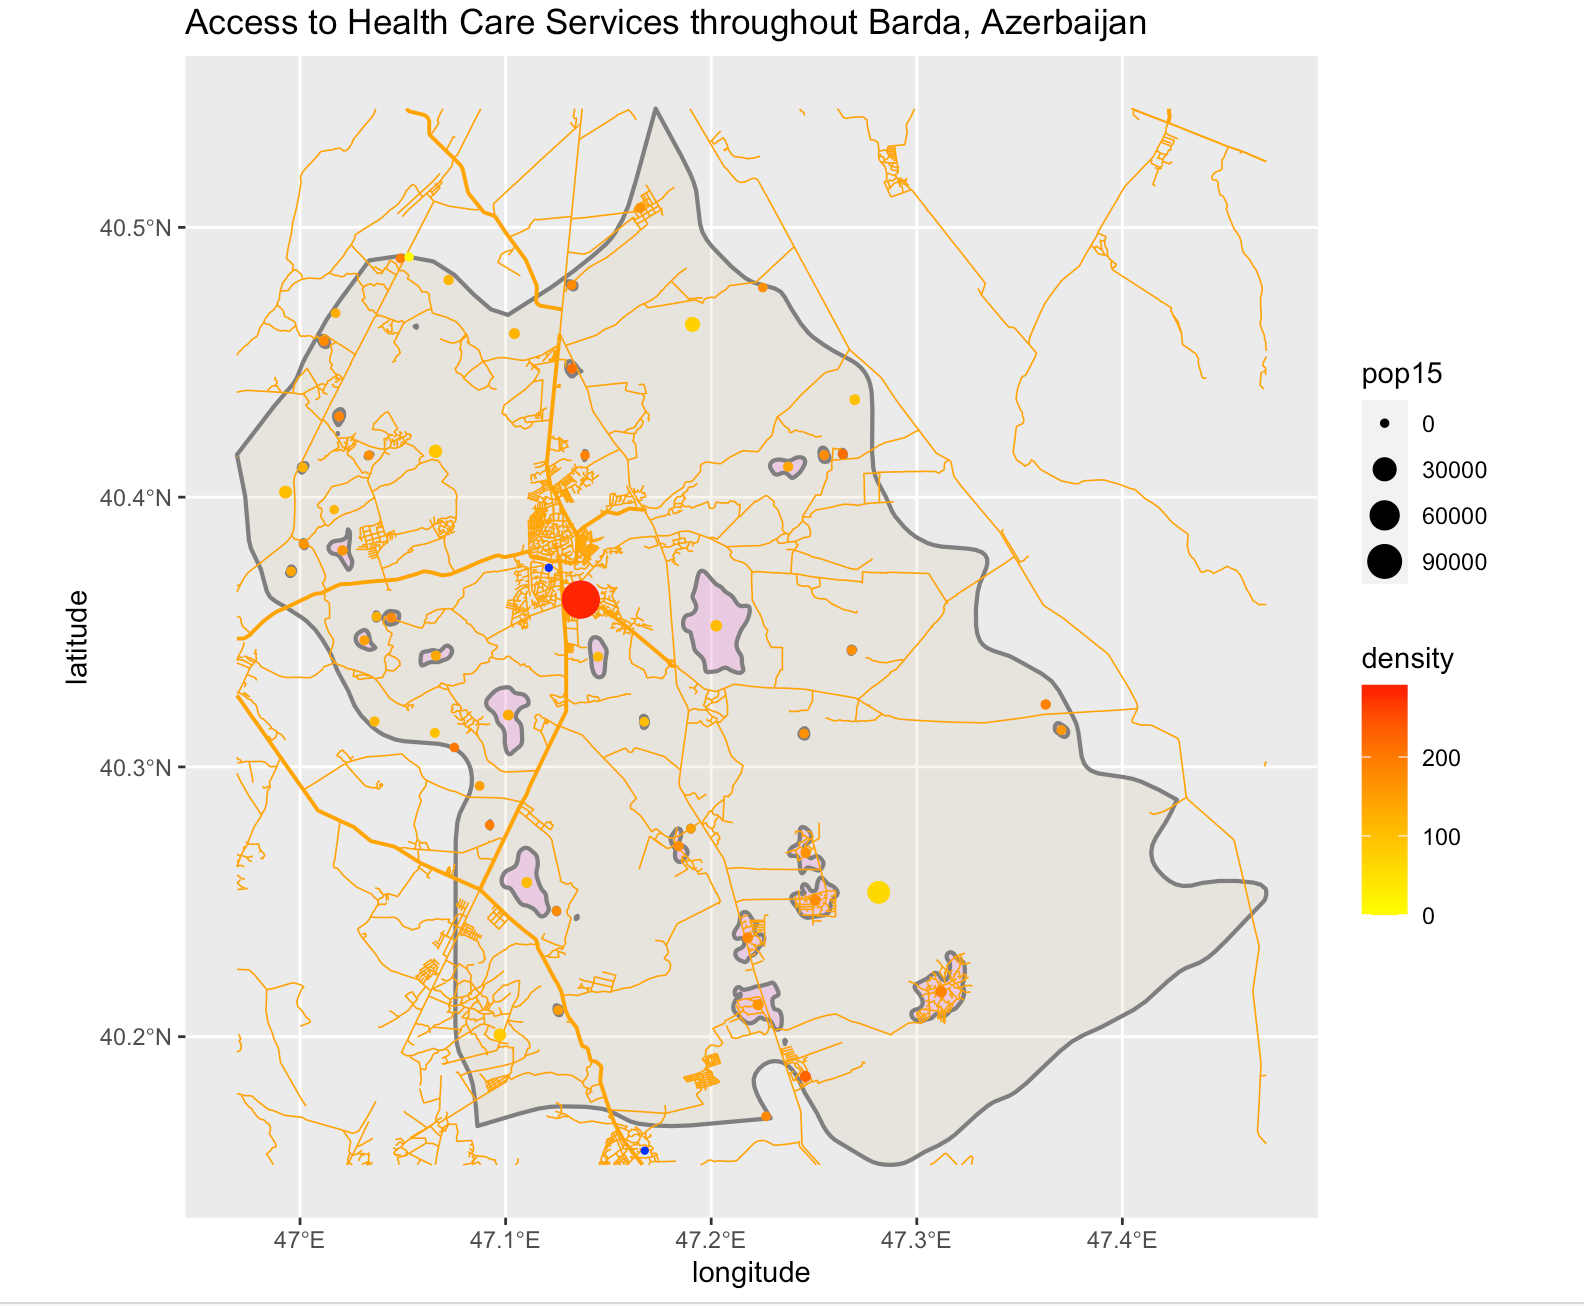 Access to Health Care Services throughout Barda, Azerbaijan
latitude
40.5°N
40.4°N
40.3°N
40.2°N
47°E
47.1°E
47.2°E
47.3°E
47.4°E
longitude
pop15
0
30000
60000
90000
density
200
100
0